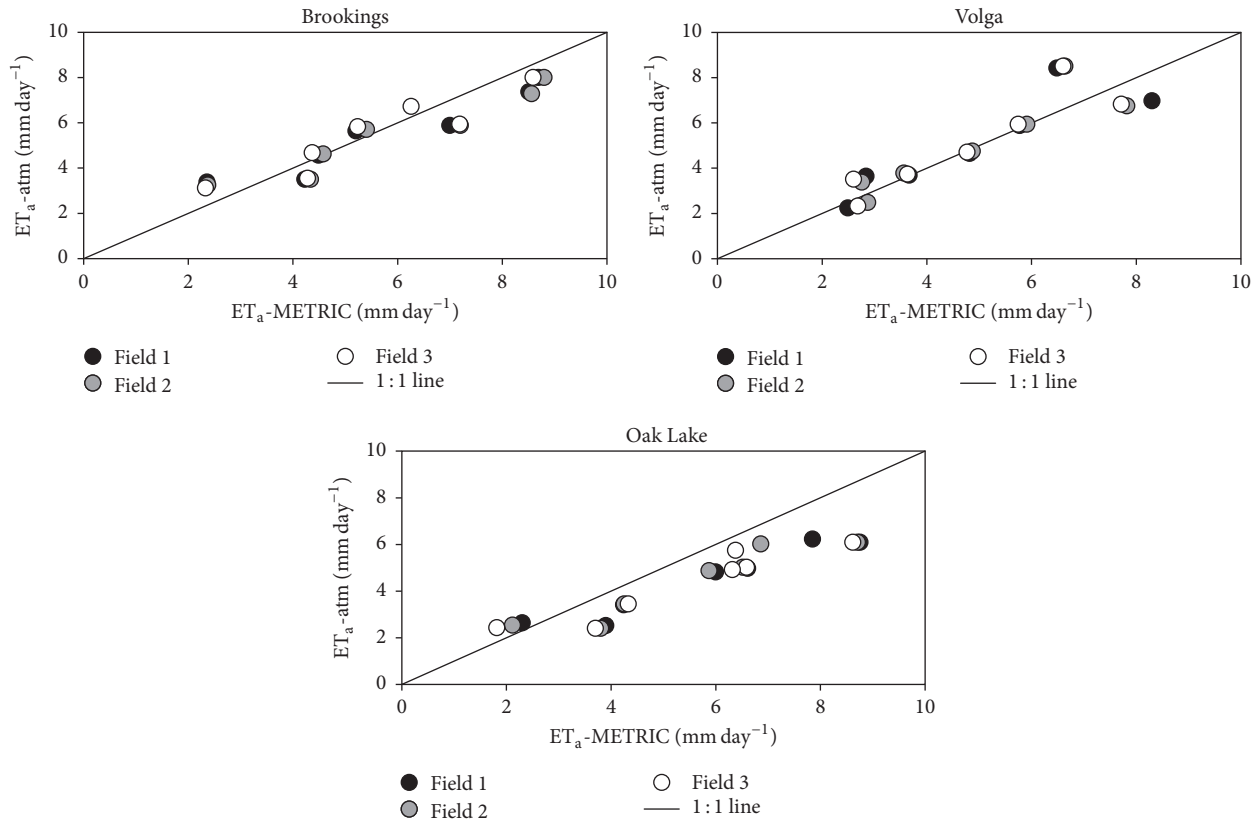 Brookings
10
8
6
4
2
0
ETₐ-atm (mm day⁻¹)
0 2 4 6 8 10
ETₐ-METRIC (mm day⁻¹)
Field 1
Field 2
Field 3
1 : 1 line
Volga
10
8
6
4
2
0
ETₐ-atm (mm day⁻¹)
0 2 4 6 8 10
ETₐ-METRIC (mm day⁻¹)
Field 1
Field 2
Field 3
1 : 1 line
Oak Lake
10
8
6
4
2
0
ETₐ-atm (mm day⁻¹)
0 2 4 6 8 10
ETₐ-METRIC (mm day⁻¹)
Field 1
Field 2
Field 3
1 : 1 line